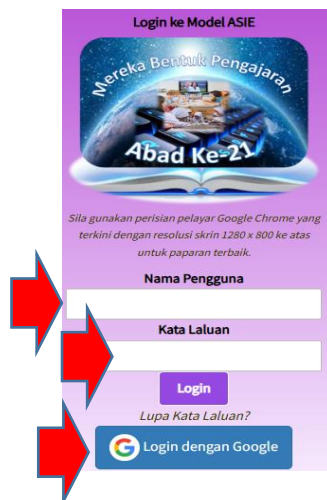 Login ke Model ASIE
Mereka Bentuk Pengajaran
Abad Ke-21
Sila gunakan perisian pelayar Google Chrome yang
terkini dengan resolusi skrin 1280 x 800 ke atas
untuk paparan terbaik.
Nama Pengguna
Kata Laluan
Login
Lupa Kata Laluan?
Login dengan Google